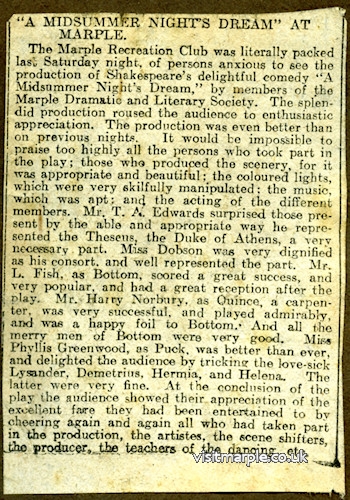 "A MIDSUMMER NIGHT'S DREAM" AT
MARPLE.
The Marple Recreation Club was literally packed
last Saturday night, of persons anxious to see the
production of Shakespeare's delightful comedy "A
Midsummer Night's Dream," by members of the
Marple Dramatic and Literary Society. The splen-
did production roused the audience to enthusiastic
appreciation. The production was even better than
on previous nights. It would be impossible to
praise too highly all the persons who took part in
the play; those who produced the scenery, for it
was appropriate and beautiful; the coloured lights,
which were very skilfully manipulated; the music,
which was apt; and the acting of the different
members. Mr. T. A. Edwards surprised those pre-
sent by the able and appropriate way he repre-
sented the Theseus, the Duke of Athens, a very
necessary part. Miss Dobson was very dignified
as his consort, and well represented the part. Mr.
L. Fish, as Bottom, scored a great success, and
very popular, and had a great reception after the
play. Mr. Harry Norbury, as Quince, a carpen-
ter, was very successful, and played admirably,
and was a happy foil to Bottom. And all the
merry men of Bottom were very good. Miss
Phyllis Greenwood, as Puck, was better than ever,
and delighted the audience by tricking the love-sick
Lysander, Demetrius, Hermia, and Helena. The
latter were very fine. At the conclusion of the
play the audience showed their appreciation of the
excellent fare they had been entertained to by
cheering again and again all who had taken part
in the production, the artistes, the scene shifters,
the producer, the teachers of the dancing, etc.
visitmarple.co.uk